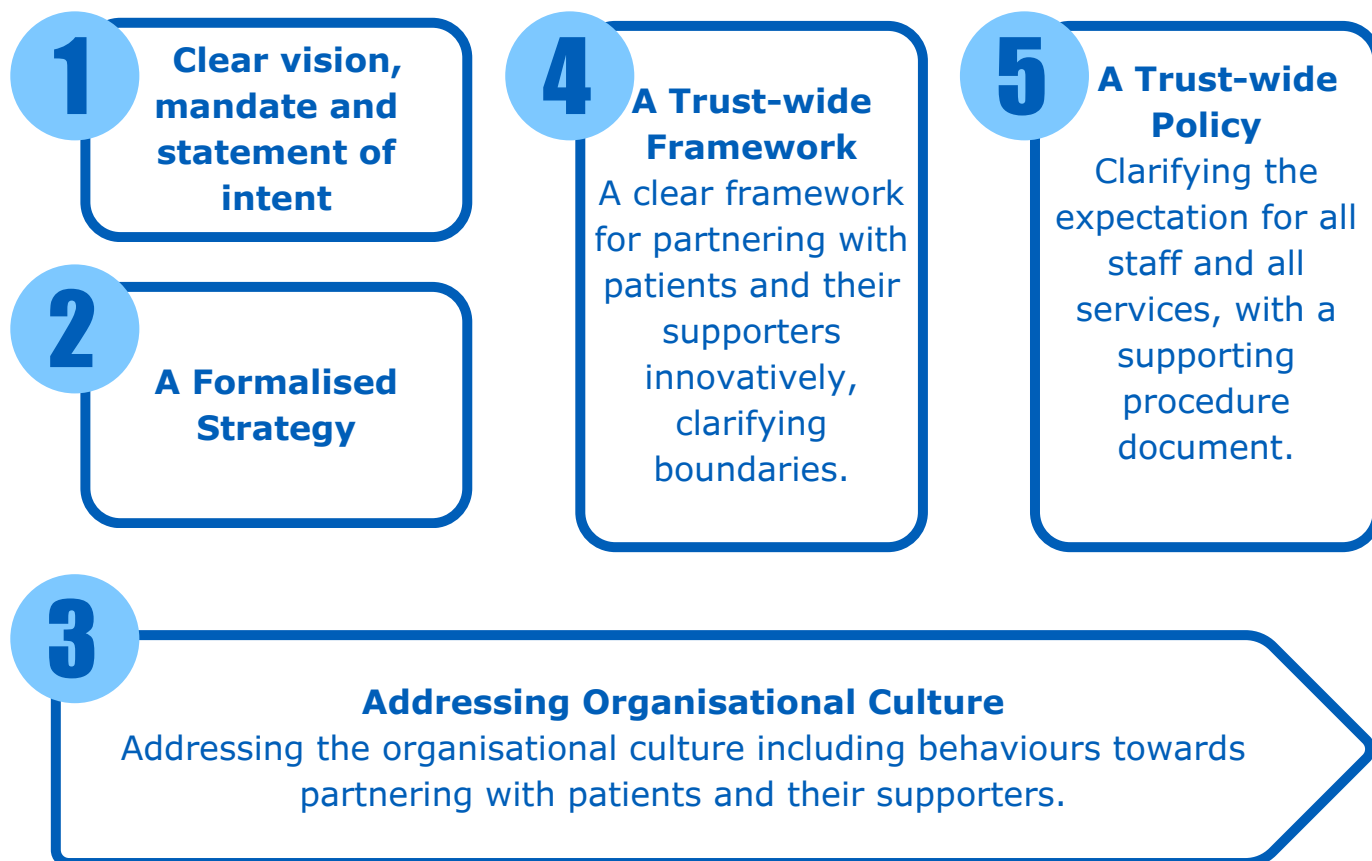 1
Clear vision,
mandate and
statement of
intent
2
A Formalised
Strategy
4
A Trust-wide
Framework
A clear framework
for partnering with
patients and their
supporters
innovatively,
clarifying
boundaries.
5
A Trust-wide
Policy
Clarifying the
expectation for all
staff and all
services, with a
supporting
procedure
document.
3
Addressing Organisational Culture
Addressing the organisational culture including behaviours towards
partnering with patients and their supporters.